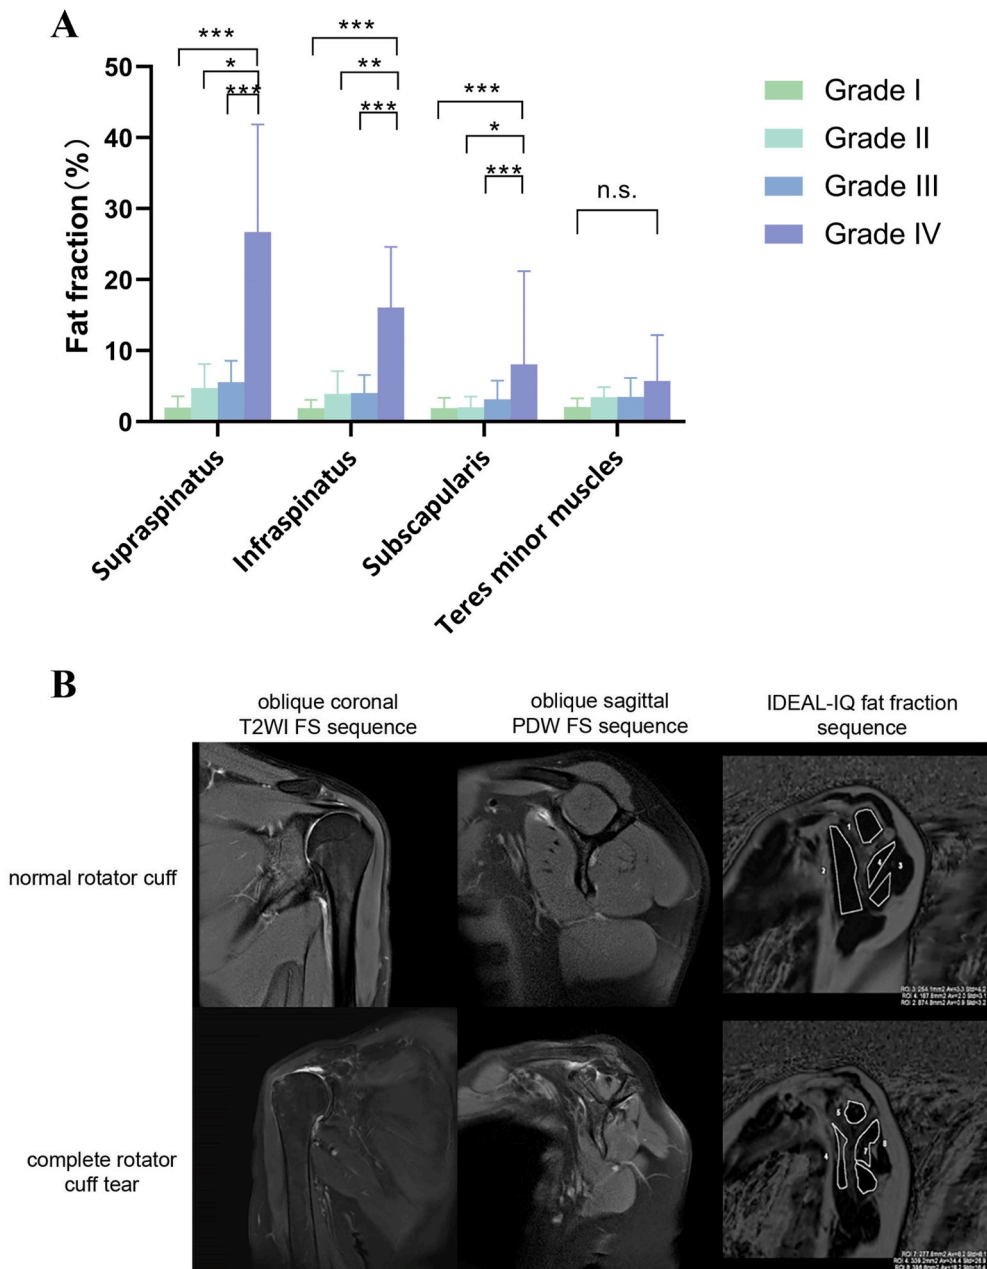 A
***
***
*
**
***
***
***
*
***
n.s.
50
40
30
20
10
0
Fat fraction(%)
Supraspinatus
Infraspinatus
Subscapularis
Teres minor muscles
Grade I
Grade II
Grade III
Grade IV
B
oblique coronal
T2WI FS sequence
oblique sagittal
PDW FS sequence
IDEAL-IQ fat fraction
sequence
normal rotator cuff
1
2
4
3
complete rotator
cuff tear
5
4
7